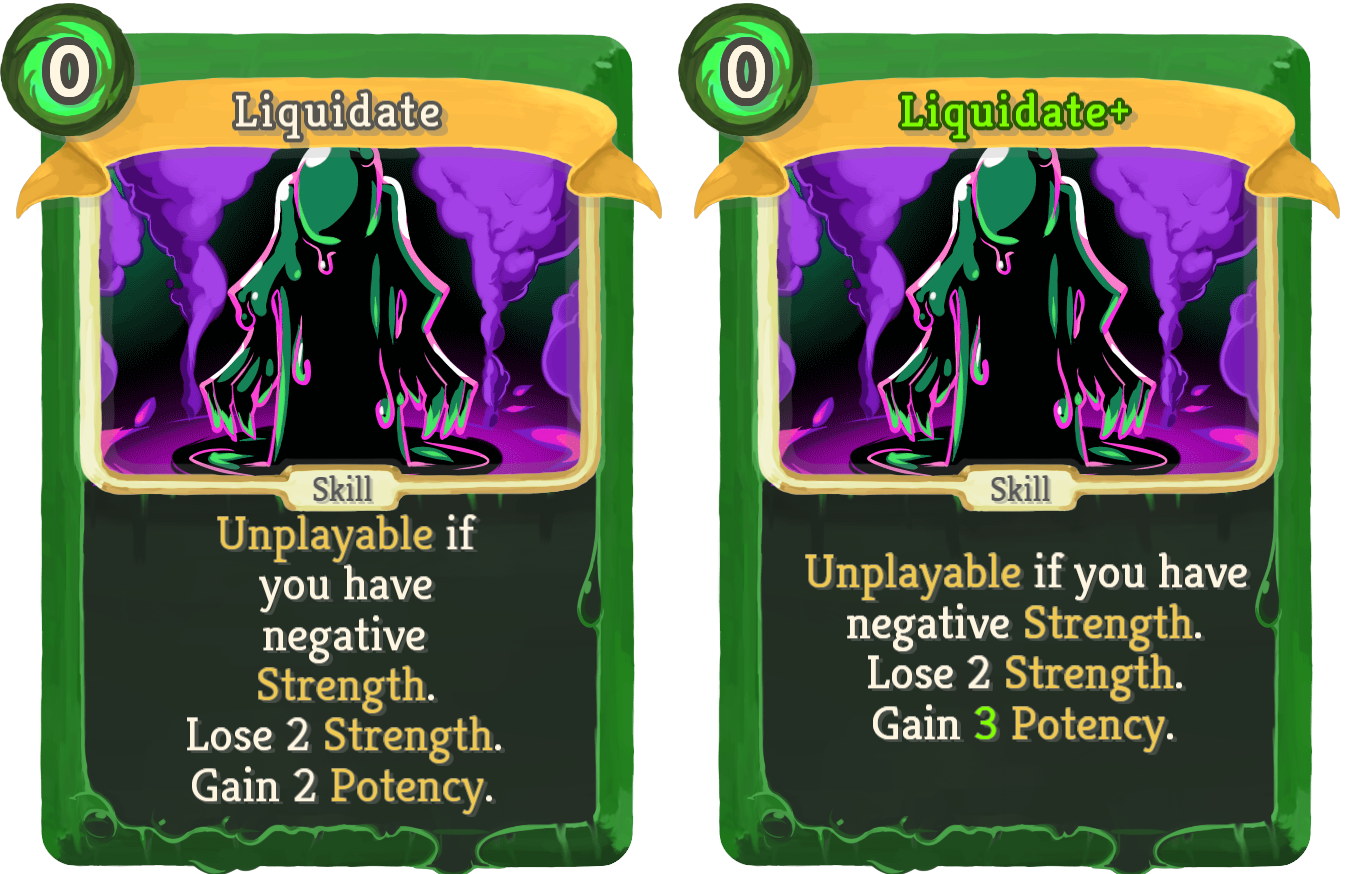 0
Liquidate
Skill
Unplayable if
you have
negative
Strength.
Lose 2 Strength.
Gain 2 Potency.
0
Liquidate+
Skill
Unplayable if you have
negative Strength.
Lose 2 Strength.
Gain 3 Potency.